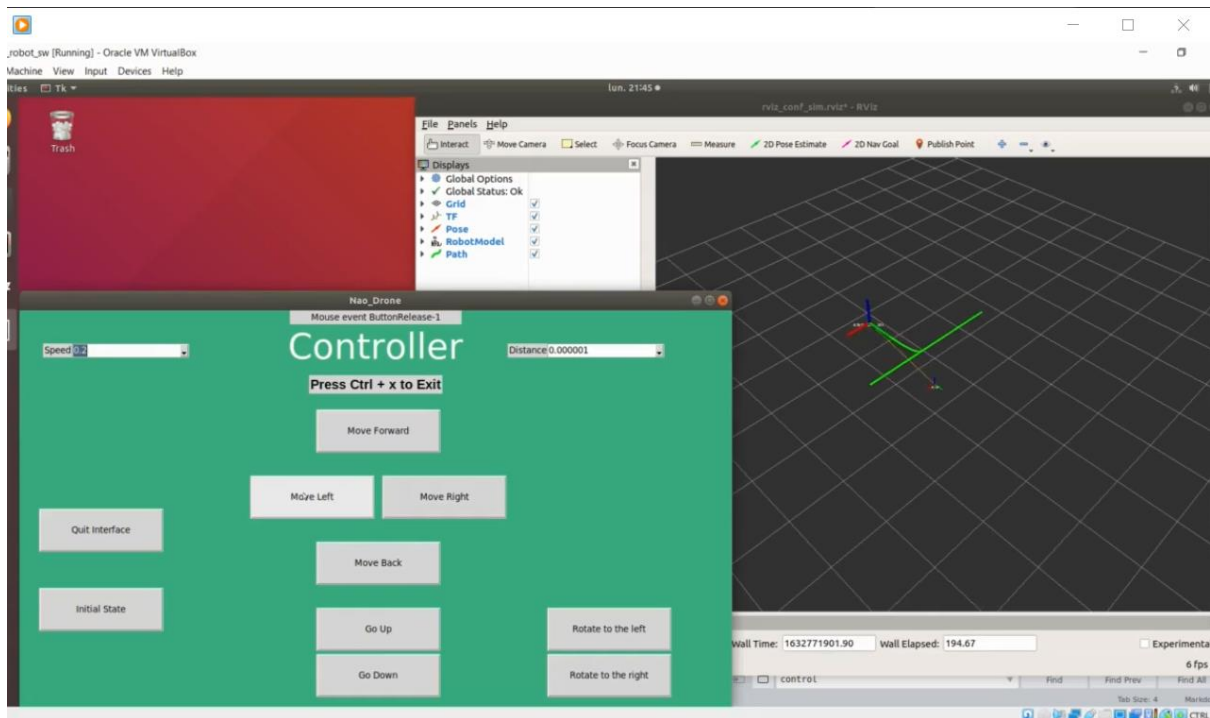 _robot_sw [Running] - Oracle VM VirtualBox
Machine View Input Devices Help
ities Tk lun. 21:45
rviz_conf_sim.rviz* - RViz
Trash
File Panels Help
Interact Move Camera Select Focus Camera Measure 2D Pose Estimate 2D Nav Goal Publish Point
Displays
Global Options
Global Status: Ok
Grid
TF
Pose
RobotModel
Path
Nao_Drone
Mouse event ButtonRelease-1
Controller
Speed 0.2
Distance 0.000001
Press Ctrl + x to Exit
Move Forward
Move Left Move Right
Quit Interface
Move Back
Initial State
Go Up
Rotate to the left
Go Down
Rotate to the right
Wall Time: 1632771901.90 Wall Elapsed: 194.67 Experimenta
6 fps
control Find Find Prev Find All
Tab Size: 4 Markd
CTRL